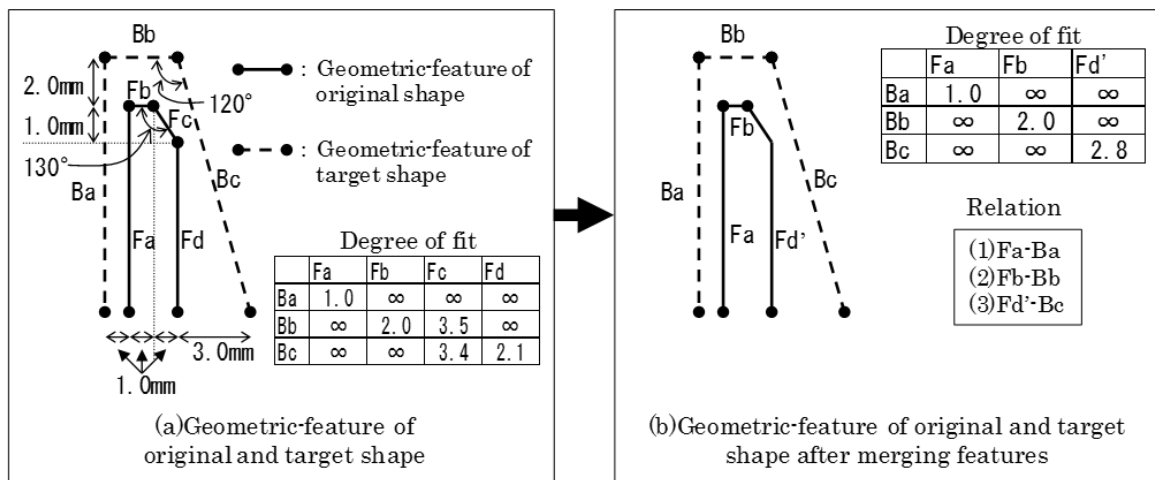 Bb
2.0mm
Fb
120°
1.0mm
Fc
130°
Ba
Bc
Fa
Fd
3.0mm
1.0mm
: Geometric-feature of
original shape
: Geometric-feature of
target shape
Degree of fit
Fa Fb Fc Fd
Ba 1.0 ∞ ∞ ∞
Bb ∞ 2.0 3.5 ∞
Bc ∞ ∞ 3.4 2.1
(a)Geometric-feature of
original and target shape
Bb
Fb
Ba
Bc
Fa
Fd'
Degree of fit
Fa Fb Fd'
Ba 1.0 ∞ ∞
Bb ∞ 2.0 ∞
Bc ∞ ∞ 2.8
Relation
(1)Fa-Ba
(2)Fb-Bb
(3)Fd'-Bc
(b)Geometric-feature of original and target
shape after merging features